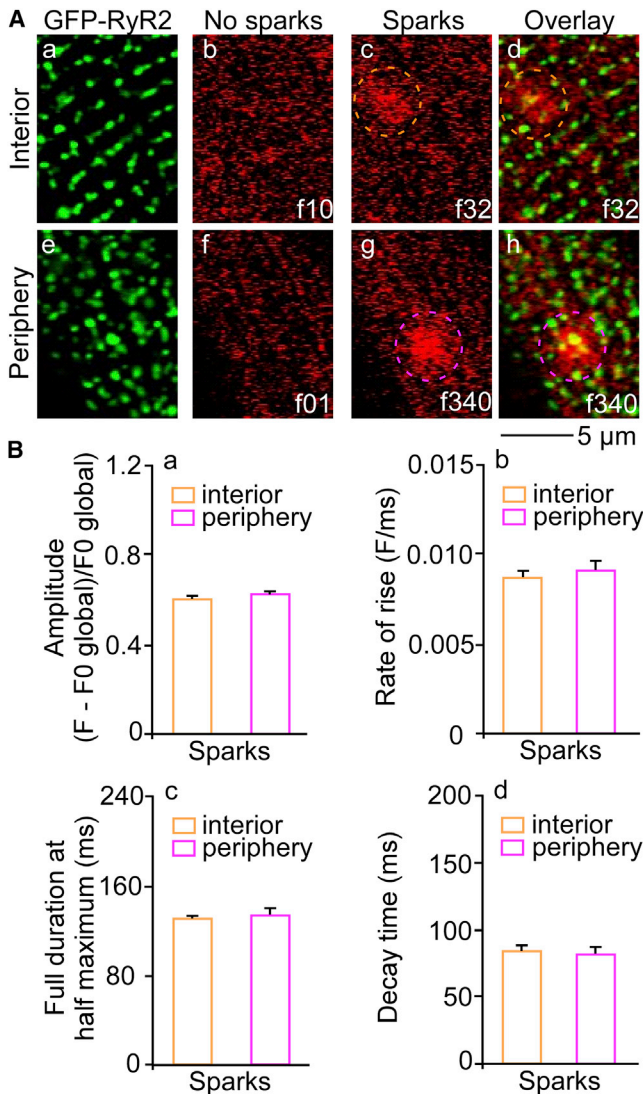 A
GFP-RyR2 No sparks Sparks Overlay
Interior
a b c d
f10 f32 f32
Periphery
e f g h
f01 f340 f340
5 µm
B
a
Amplitude
(F - F0 global)/F0 global)
1.2
0.8
0.4
0
interior
periphery
Sparks
b
Rate of rise (F/ms)
0.015
0.010
0.005
0
interior
periphery
Sparks
c
Full duration at
half maximum (ms)
240
160
80
0
interior
periphery
Sparks
d
Decay time
(ms)
200
150
100
50
0
interior
periphery
Sparks